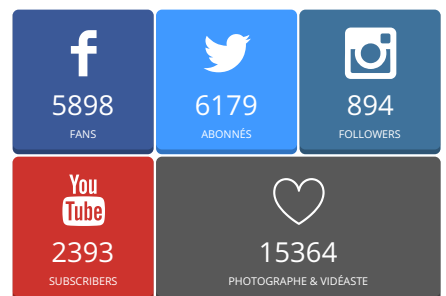 5898
FANS
6179
ABONNÉS
894
FOLLOWERS
You
Tube
2393
SUBSCRIBERS
15364
PHOTOGRAPHE & VIDÉASTE